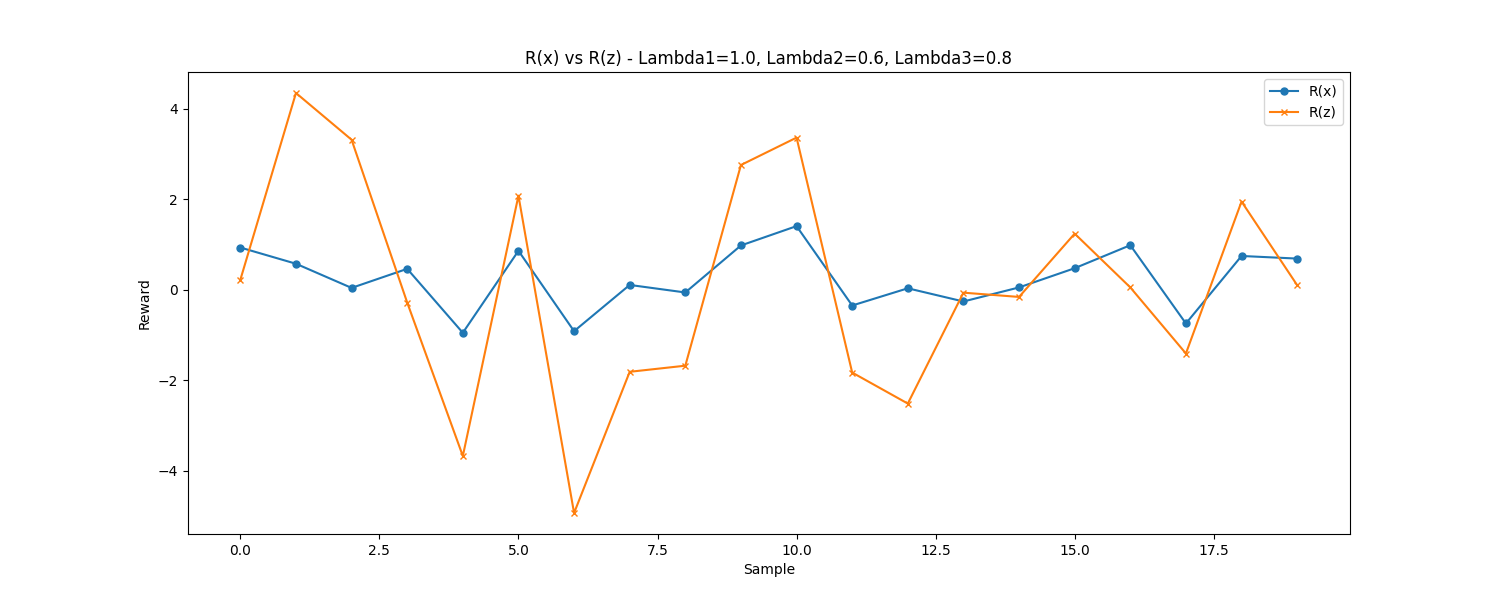 R(x) vs R(z) - Lambda1=1.0, Lambda2=0.6, Lambda3=0.8
R(x)
R(z)
4
2
0
−2
−4
Reward
0.0 2.5 5.0 7.5 10.0 12.5 15.0 17.5
Sample